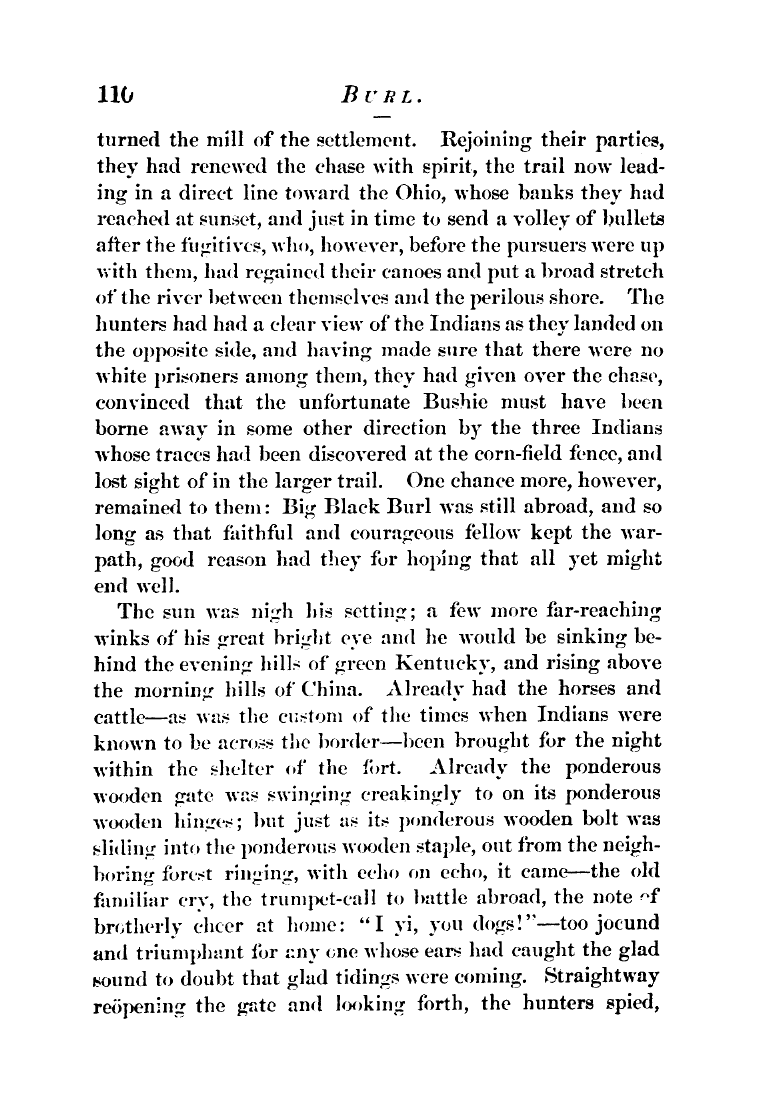 110 BURL.
turned the mill of the settlement. Rejoining their parties,
they had renewed the chase with spirit, the trail now lead-
ing in a direct line toward the Ohio, whose banks they had
reached at sunset, and just in time to send a volley of bullets
after the fugitives, who, however, before the pursuers were up
with them, had regained their canoes and put a broad stretch
of the river between themselves and the perilous shore. The
hunters had had a clear view of the Indians as they landed on
the opposite side, and having made sure that there were no
white prisoners among them, they had given over the chase,
convinced that the unfortunate Bushie must have been
borne away in some other direction by the three Indians
whose traces had been discovered at the corn-field fence, and
lost sight of in the larger trail. One chance more, however,
remained to them: Big Black Burl was still abroad, and so
long as that faithful and courageous fellow kept the war-
path, good reason had they for hoping that all yet might
end well.
The sun was nigh his setting; a few more far-reaching
winks of his great bright eye and he would be sinking be-
hind the evening hills of green Kentucky, and rising above
the morning hills of China. Already had the horses and
cattle—as was the custom of the times when Indians were
known to be across the border—been brought for the night
within the shelter of the fort. Already the ponderous
wooden gate was swinging creakingly to on its ponderous
wooden hinges; but just as its ponderous wooden bolt was
sliding into the ponderous wooden staple, out from the neigh-
boring forest ringing, with echo on echo, it came—the old
familiar cry, the trumpet-call to battle abroad, the note of
brotherly cheer at home: "I yi, you dogs!"—too jocund
and triumphant for any one whose ears had caught the glad
sound to doubt that glad tidings were coming. Straightway
reöpening the gate and looking forth, the hunters spied,